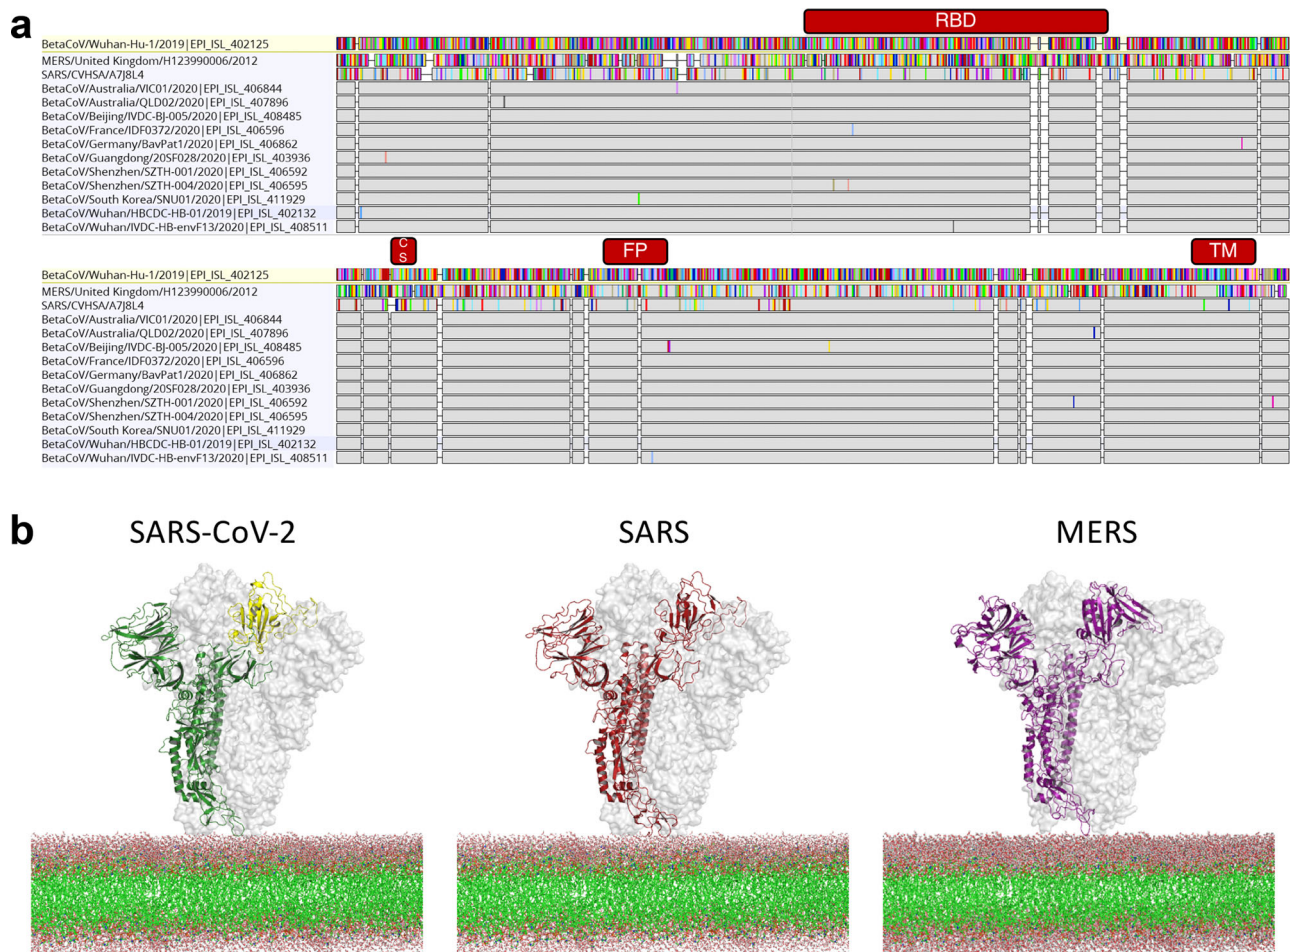 a
RBD
BetaCoV/Wuhan-Hu-1/2019|EPI_ISL_402125
MERS/United Kingdom/H123990006/2012
SARS/CVHSA/A7J8L4
BetaCoV/Australia/VIC01/2020|EPI_ISL_406844
BetaCoV/Australia/QLD02/2020|EPI_ISL_407896
BetaCoV/Beijing/IVDC-BJ-005/2020|EPI_ISL_408485
BetaCoV/France/IDF0372/2020|EPI_ISL_406596
BetaCoV/Germany/BavPat1/2020|EPI_ISL_406862
BetaCoV/Guangdong/20SF028/2020|EPI_ISL_403936
BetaCoV/Shenzhen/SZTH-001/2020|EPI_ISL_406592
BetaCoV/Shenzhen/SZTH-004/2020|EPI_ISL_406595
BetaCoV/South Korea/SNU01/2020|EPI_ISL_411929
BetaCoV/Wuhan/HBCDC-HB-01/2019|EPI_ISL_402132
BetaCoV/Wuhan/IVDC-HB-envF13/2020|EPI_ISL_408511
C
S
FP
TM
BetaCoV/Wuhan-Hu-1/2019|EPI_ISL_402125
MERS/United Kingdom/H123990006/2012
SARS/CVHSA/A7J8L4
BetaCoV/Australia/VIC01/2020|EPI_ISL_406844
BetaCoV/Australia/QLD02/2020|EPI_ISL_407896
BetaCoV/Beijing/IVDC-BJ-005/2020|EPI_ISL_408485
BetaCoV/France/IDF0372/2020|EPI_ISL_406596
BetaCoV/Germany/BavPat1/2020|EPI_ISL_406862
BetaCoV/Guangdong/20SF028/2020|EPI_ISL_403936
BetaCoV/Shenzhen/SZTH-001/2020|EPI_ISL_406592
BetaCoV/Shenzhen/SZTH-004/2020|EPI_ISL_406595
BetaCoV/South Korea/SNU01/2020|EPI_ISL_411929
BetaCoV/Wuhan/HBCDC-HB-01/2019|EPI_ISL_402132
BetaCoV/Wuhan/IVDC-HB-envF13/2020|EPI_ISL_408511
b
SARS-CoV-2
SARS
MERS